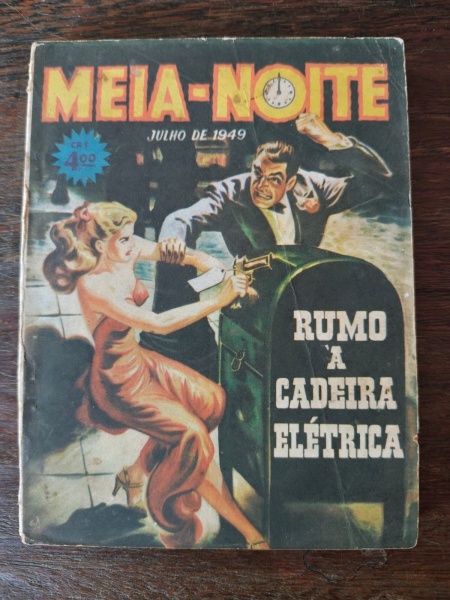 MEIA-NOITE
JULHO DE 1949
CR$
4,00
RUMO
À
CADEIRA
ELÉTRICA